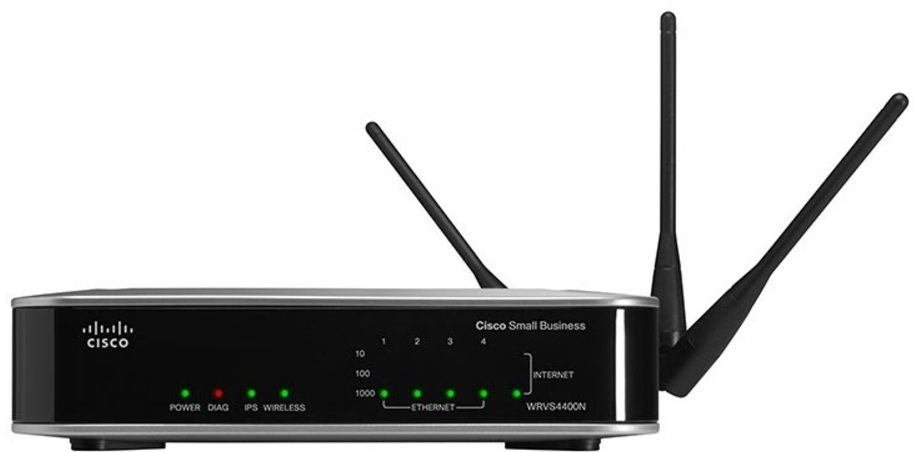 CISCO
Cisco Small Business
1 2 3 4
10
100
INTERNET
1000
POWER DIAG IPS WIRELESS
ETHERNET
WRVS4400N